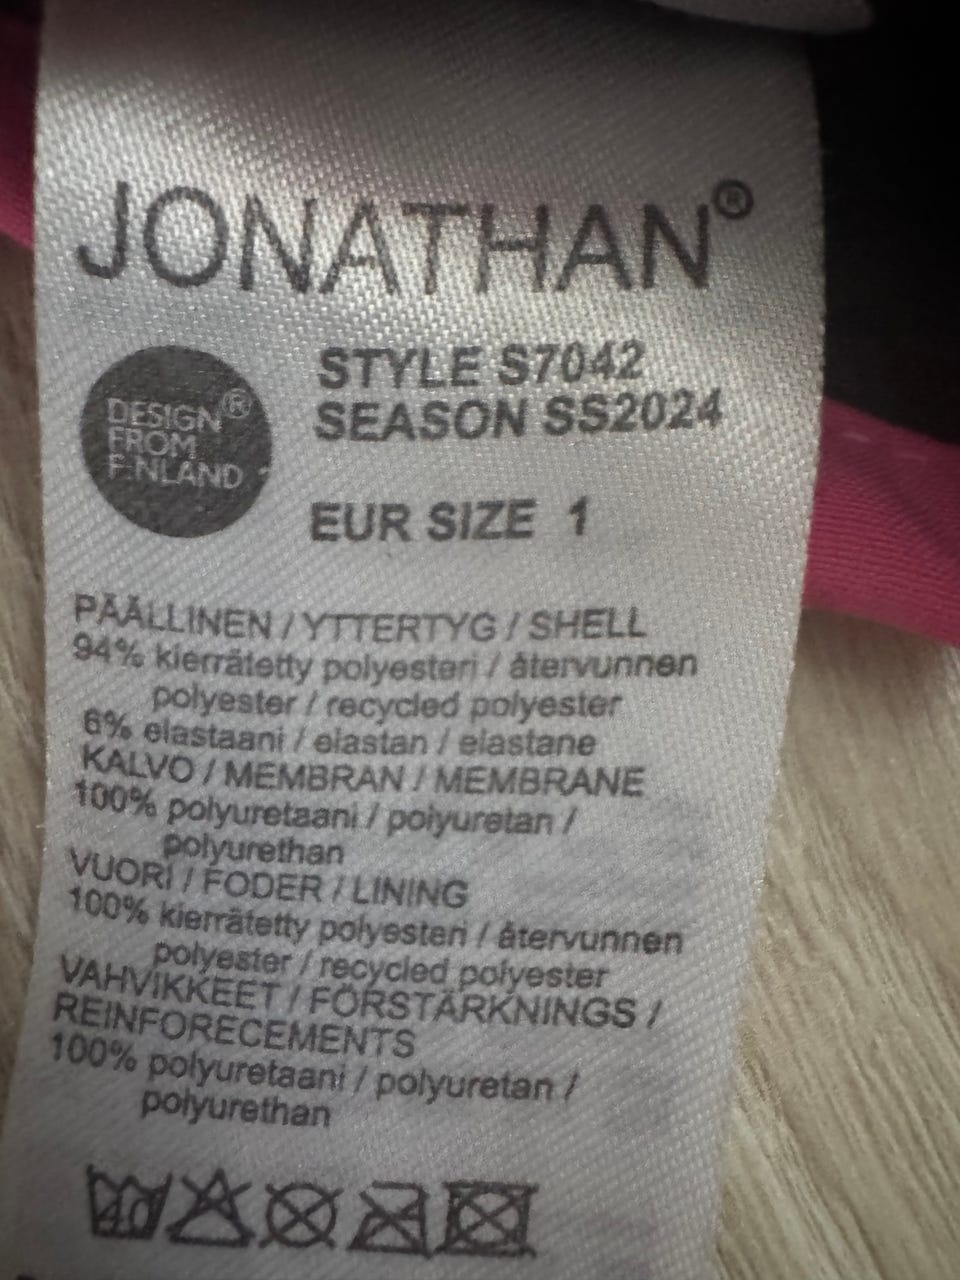 JONATHAN®
DESIGN®
FROM
FINLAND
STYLE S7042
SEASON SS2024
EUR SIZE 1
PÄÄLLINEN / YTTERTYG / SHELL
94% kierrätetty polyesteri / återvunnen
polyester / recycled polyester
6% elastaani / elastan / elastane
KALVO / MEMBRAN / MEMBRANE
100% polyuretaani / polyuretan /
polyurethan
VUORI / FODER / LINING
100% kierrätetty polyesteri / återvunnen
polyester / recycled polyester
VAHVIKKEET / FÖRSTÄRKNINGS /
REINFORECEMENTS
100% polyuretaani / polyuretan /
polyurethan
40